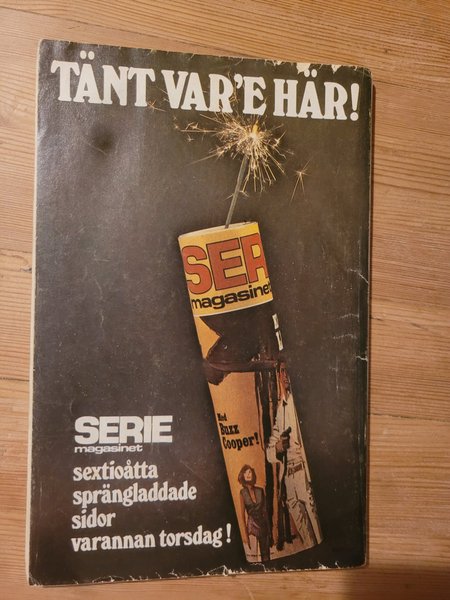 TÄNT VAR'E HÄR!
SER
magasinet
Med
Buzz
Cooper!
SERIE
magasinet
sextioåtta
sprängladdade
sidor
varannan torsdag!